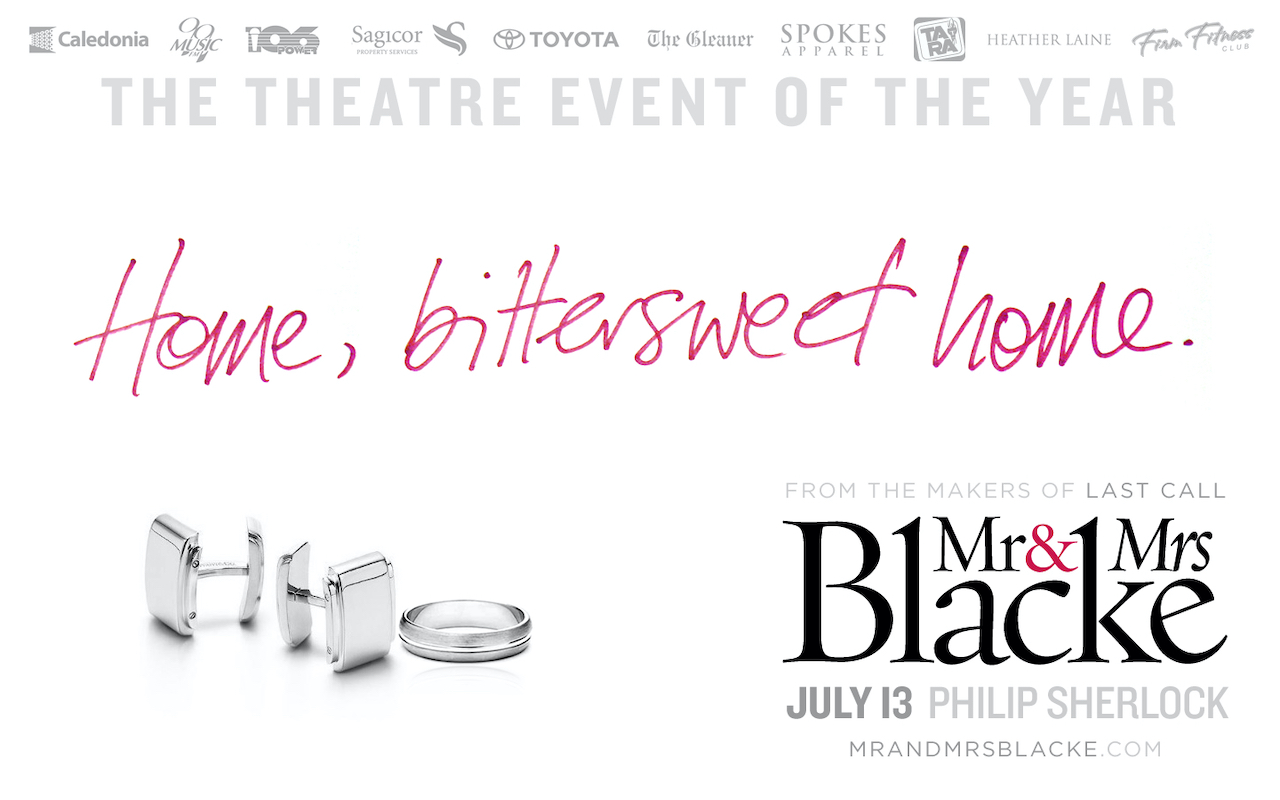 Caledonia MUSIC 106 POWER Sagicor PROPERTY SERVICES TOYOTA The Gleaner SPOKES APPAREL TARA HEATHER LAINE Firm Fitness CLUB
THE THEATRE EVENT OF THE YEAR
Home, bittersweet home.
FROM THE MAKERS OF LAST CALL
Mr & Mrs
Blacke
JULY 13 PHILIP SHERLOCK
MRANDMRSBLACKE.COM